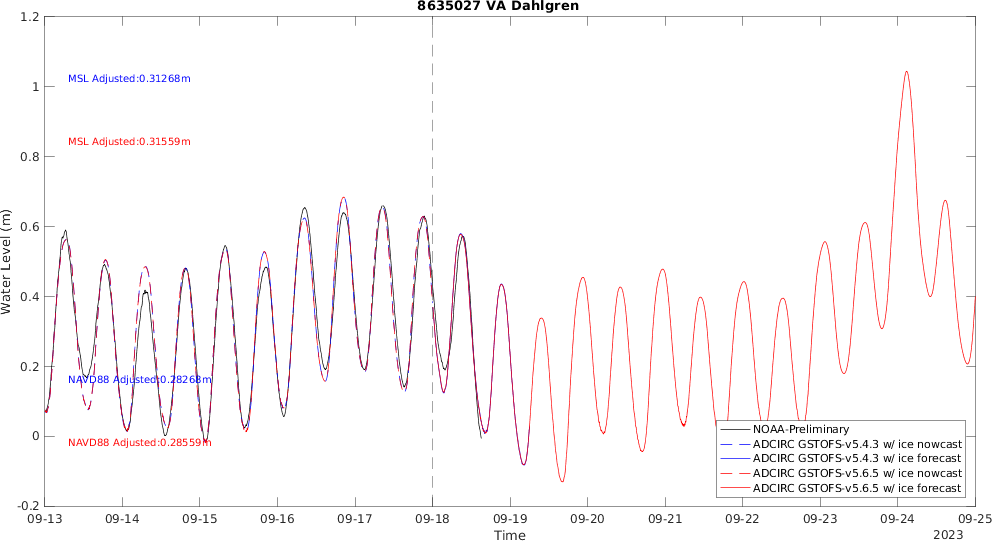 8635027 VA Dahlgren
1.2
1
0.8
0.6
0.4
0.2
0
-0.2
Water Level (m)
MSL Adjusted:0.31268m
MSL Adjusted:0.31559m
NAVD88 Adjusted:0.28268m
NAVD88 Adjusted:0.28559m
NOAA-Preliminary
ADCIRC GSTOFS-v5.4.3 w/ ice nowcast
ADCIRC GSTOFS-v5.4.3 w/ ice forecast
ADCIRC GSTOFS-v5.6.5 w/ ice nowcast
ADCIRC GSTOFS-v5.6.5 w/ ice forecast
09-13 09-14 09-15 09-16 09-17 09-18 09-19 09-20 09-21 09-22 09-23 09-24 09-25
Time
2023